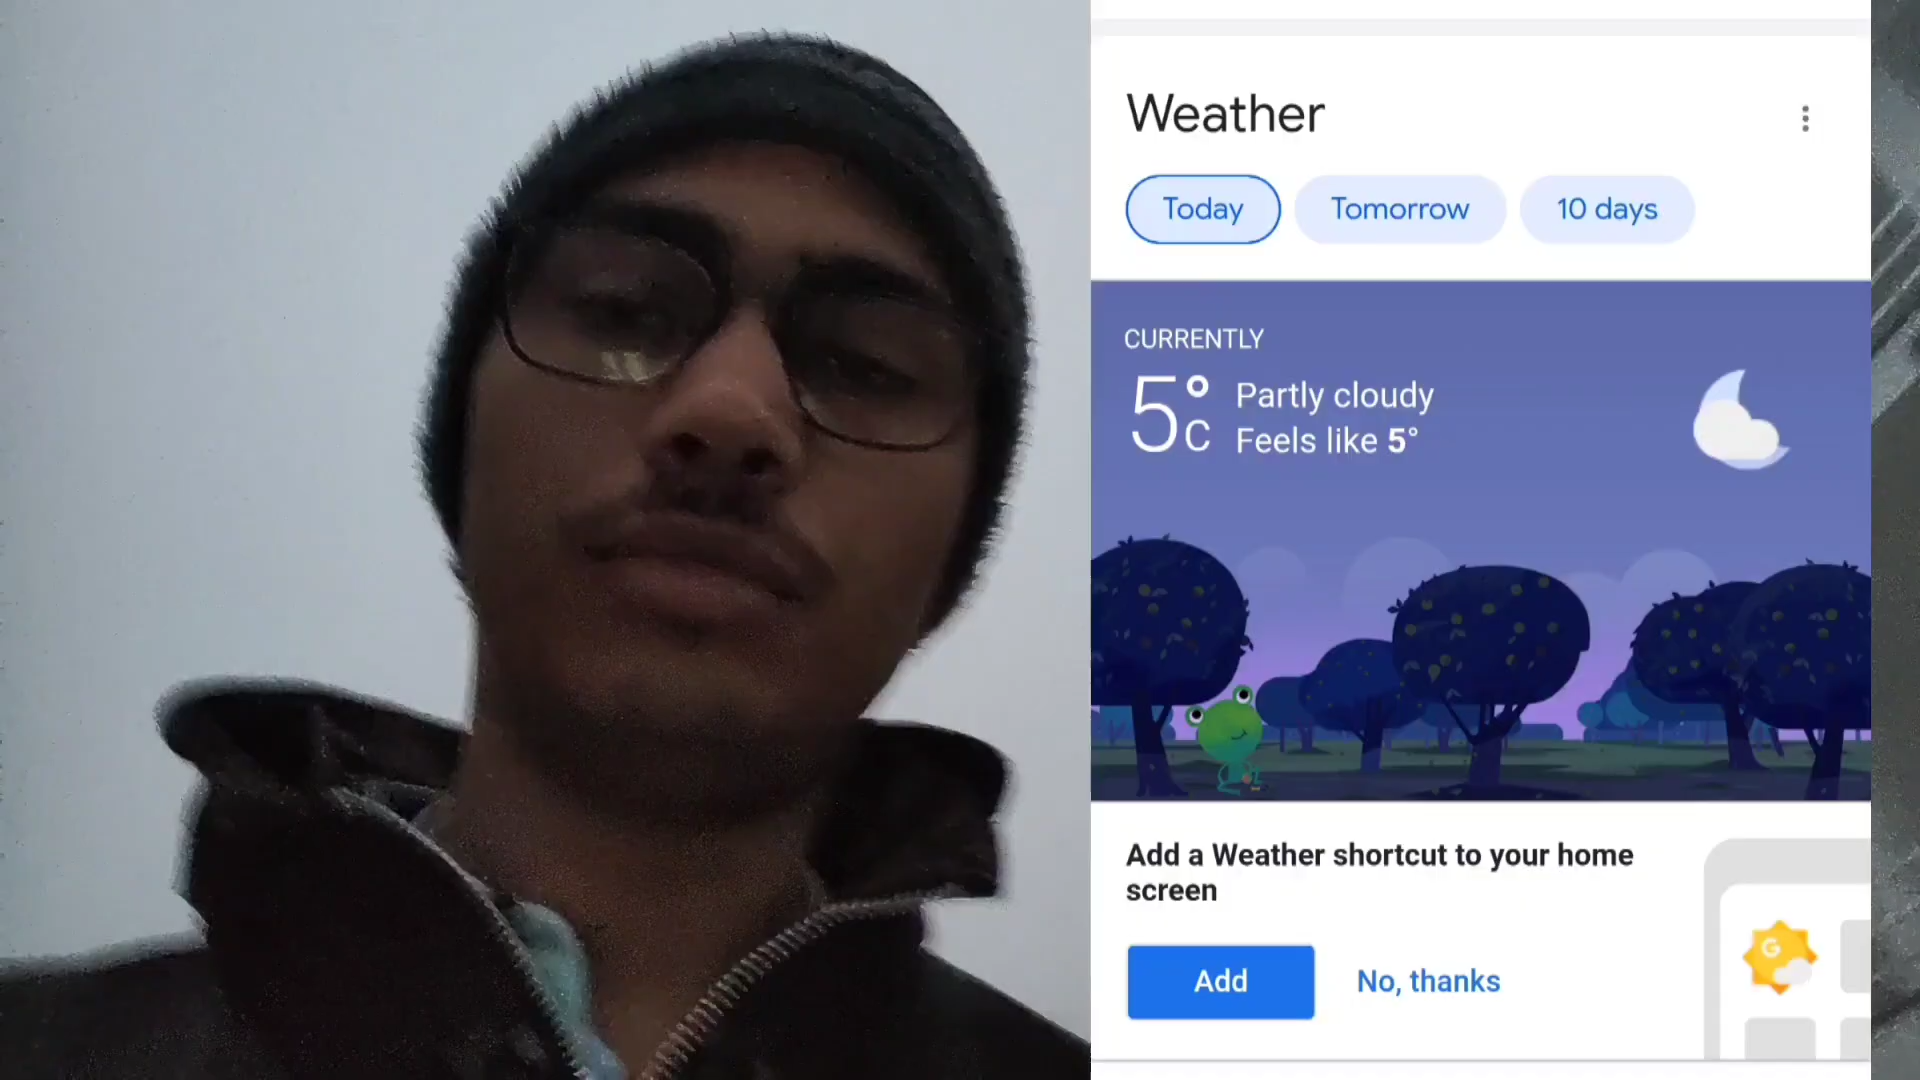 Weather
Today
Tomorrow
10 days
CURRENTLY
5°C
Partly cloudy
Feels like 5°
Add a Weather shortcut to your home
screen
G
Add
No, thanks